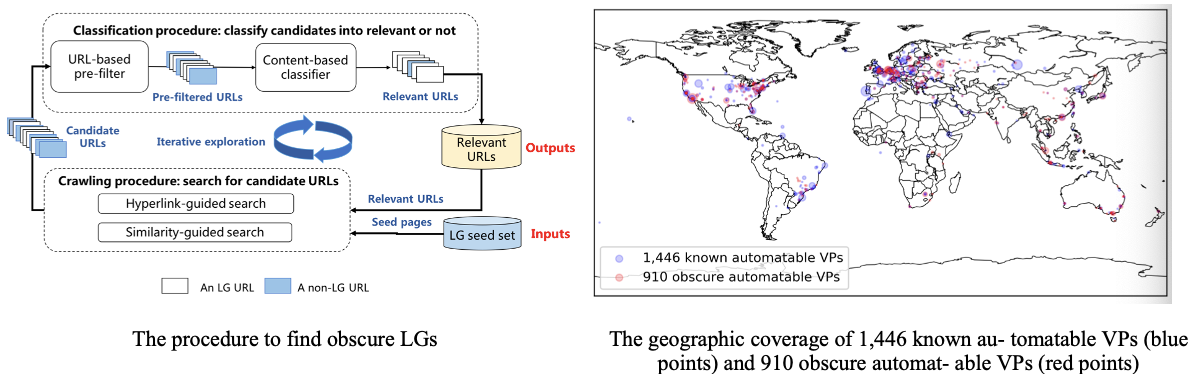 Classification procedure: classify candidates into relevant or not
URL-based
pre-filter
Pre-filtered URLs
Content-based
classifier
Relevant URLs
Candidate
URLs
Iterative exploration
Relevant
URLs
Outputs
Crawling procedure: search for candidate URLs
Hyperlink-guided search
Similarity-guided search
Relevant URLs
Seed pages
LG seed set
Inputs
An LG URL
A non-LG URL
The procedure to find obscure LGs
1,446 known automatable VPs
910 obscure automatable VPs
The geographic coverage of 1,446 known au- tomatable VPs (blue
points) and 910 obscure automat- able VPs (red points)